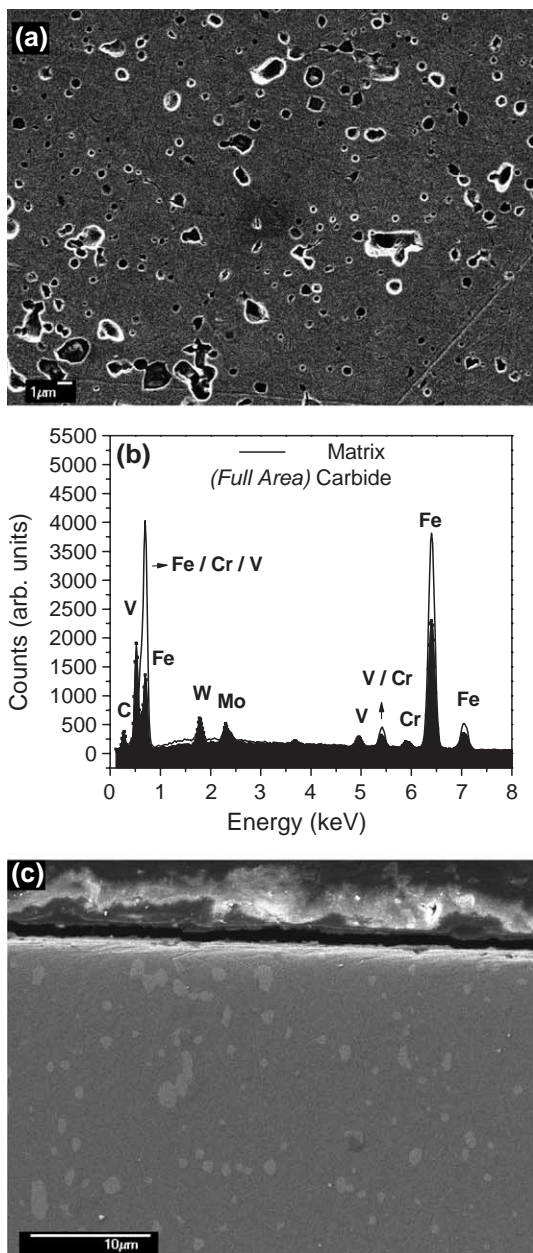 (a)
1µm
5500
5000
4500
4000
3500
3000
2500
2000
1500
1000
500
0
Counts (arb. units)
(b)
Matrix
(Full Area) Carbide
Fe / Cr / V
V
Fe
C
W
Mo
V / Cr
V
Cr
Fe
Fe
0 1 2 3 4 5 6 7 8
Energy (keV)
(c)
10µm